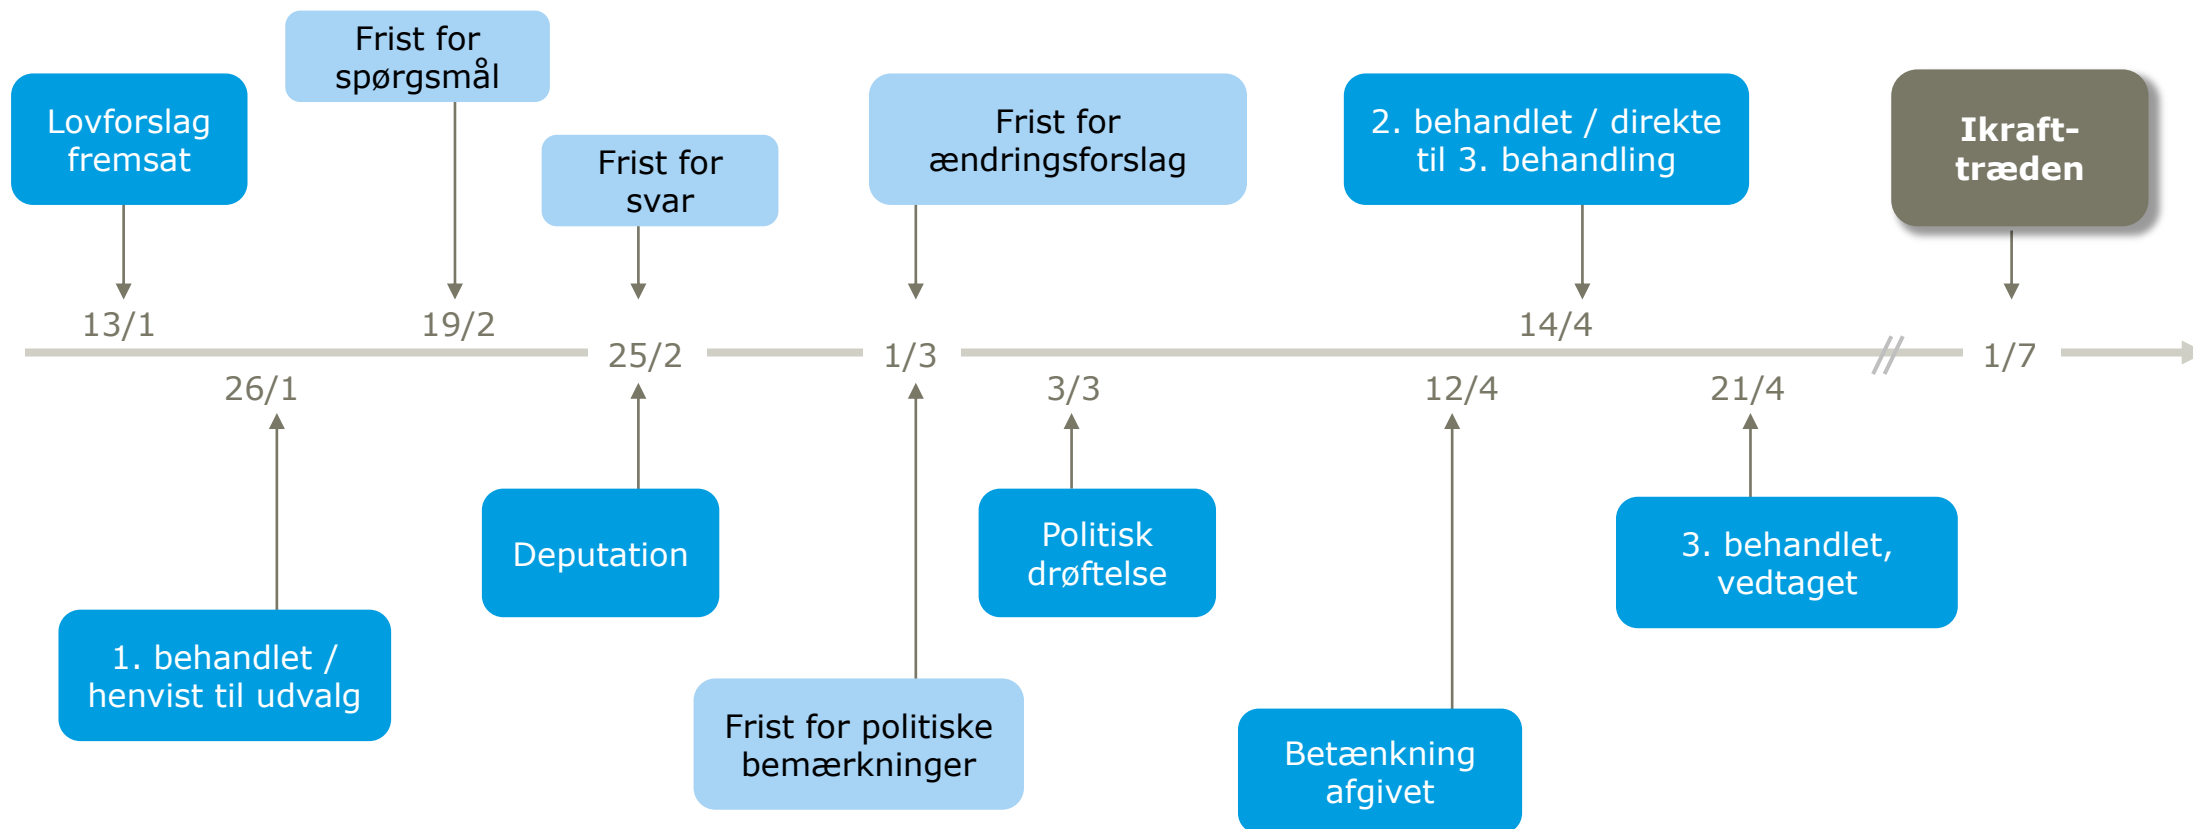 Lovforslag
fremsat
Frist for
spørgsmål
Frist for
svar
Frist for
ændringsforslag
2. behandlet / direkte
til 3. behandling
Ikraft-
træden
13/1
19/2
25/2
1/3
14/4
1/7
26/1
3/3
12/4
21/4
1. behandlet /
henvist til udvalg
Deputation
Frist for politiske
bemærkninger
Politisk
drøftelse
Betænkning
afgivet
3. behandlet,
vedtaget